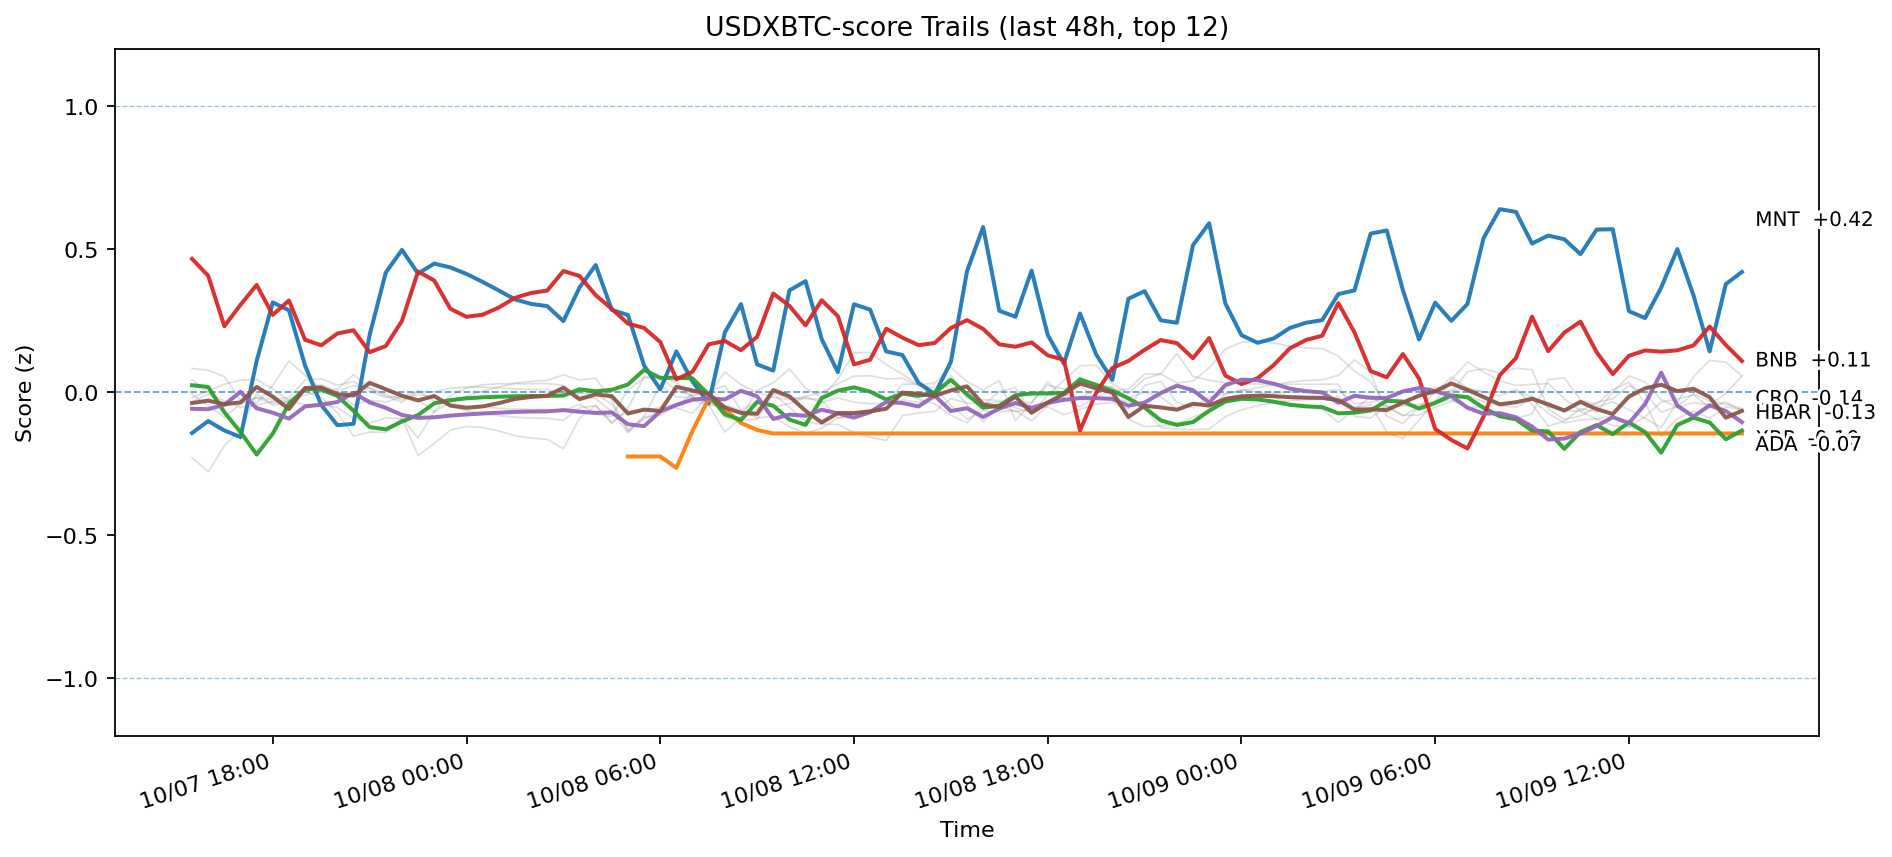 USDXBTC-score Trails (last 48h, top 12)
Score (z)
1.0
0.5
0.0
−0.5
−1.0
MNT +0.42
BNB +0.11
CRO -0.14
HBAR -0.13
ADA -0.07
10/07 18:00
10/08 00:00
10/08 06:00
10/08 12:00
10/08 18:00
10/09 00:00
10/09 06:00
10/09 12:00
Time